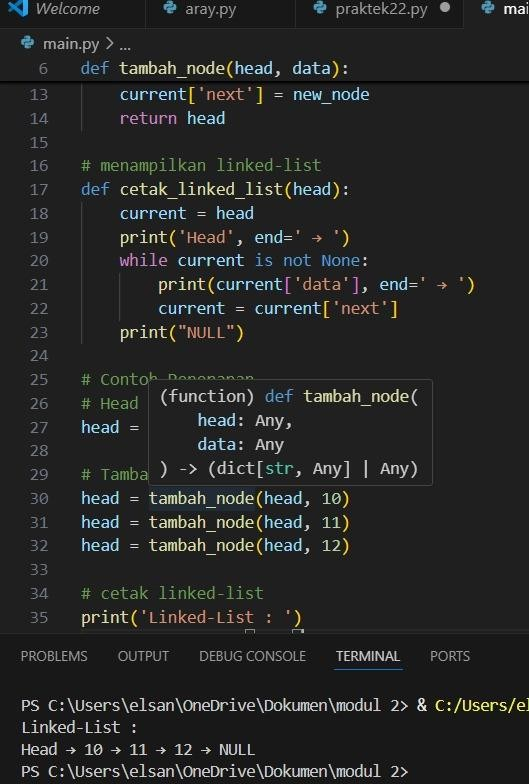 Welcome
aray.py
praktek22.py
main.py > ...
6 def tambah_node(head, data):
13 current['next'] = new_node
14 return head
15
16 # menampilkan linked-list
17 def cetak_linked_list(head):
18 current = head
19 print('Head', end=' → ')
20 while current is not None:
21 print(current['data'], end=' → ')
22 current = current['next']
23 print("NULL")
24
25 # Contoh
26 # Head
27 head =
28
29 # Tamba
(function) def tambah_node(
head: Any,
data: Any
) -> (dict[str, Any] | Any)
30 head = tambah_node(head, 10)
31 head = tambah_node(head, 11)
32 head = tambah_node(head, 12)
33
34 # cetak linked-list
35 print('Linked-List : ')
PROBLEMS OUTPUT DEBUG CONSOLE TERMINAL PORTS
PS C:\Users\elsan\OneDrive\Dokumen\modul 2> & C:/Users/el
Linked-List :
Head → 10 → 11 → 12 → NULL
PS C:\Users\elsan\OneDrive\Dokumen\modul 2>